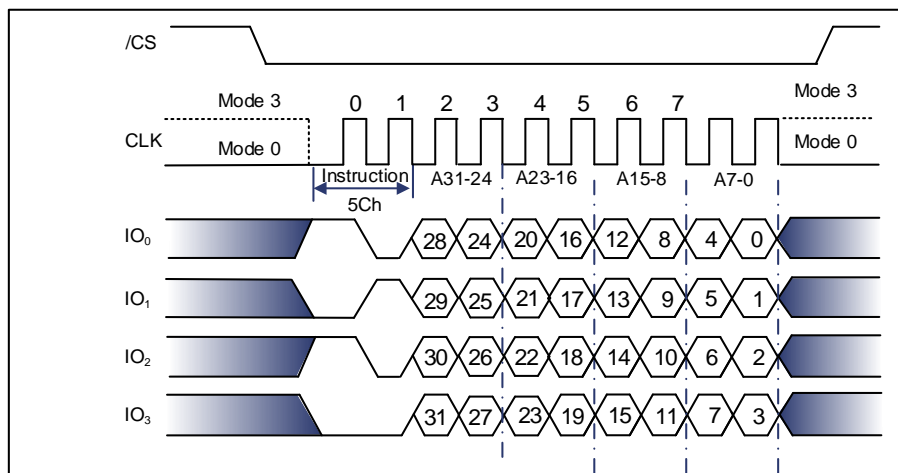 /CS
Mode 3 0 1 2 3 4 5 6 7 Mode 3
CLK Mode 0 Mode 0
Instruction A31-24 A23-16 A15-8 A7-0
5Ch
IO₀ 28 24 20 16 12 8 4 0
IO₁ 29 25 21 17 13 9 5 1
IO₂ 30 26 22 18 14 10 6 2
IO₃ 31 27 23 19 15 11 7 3